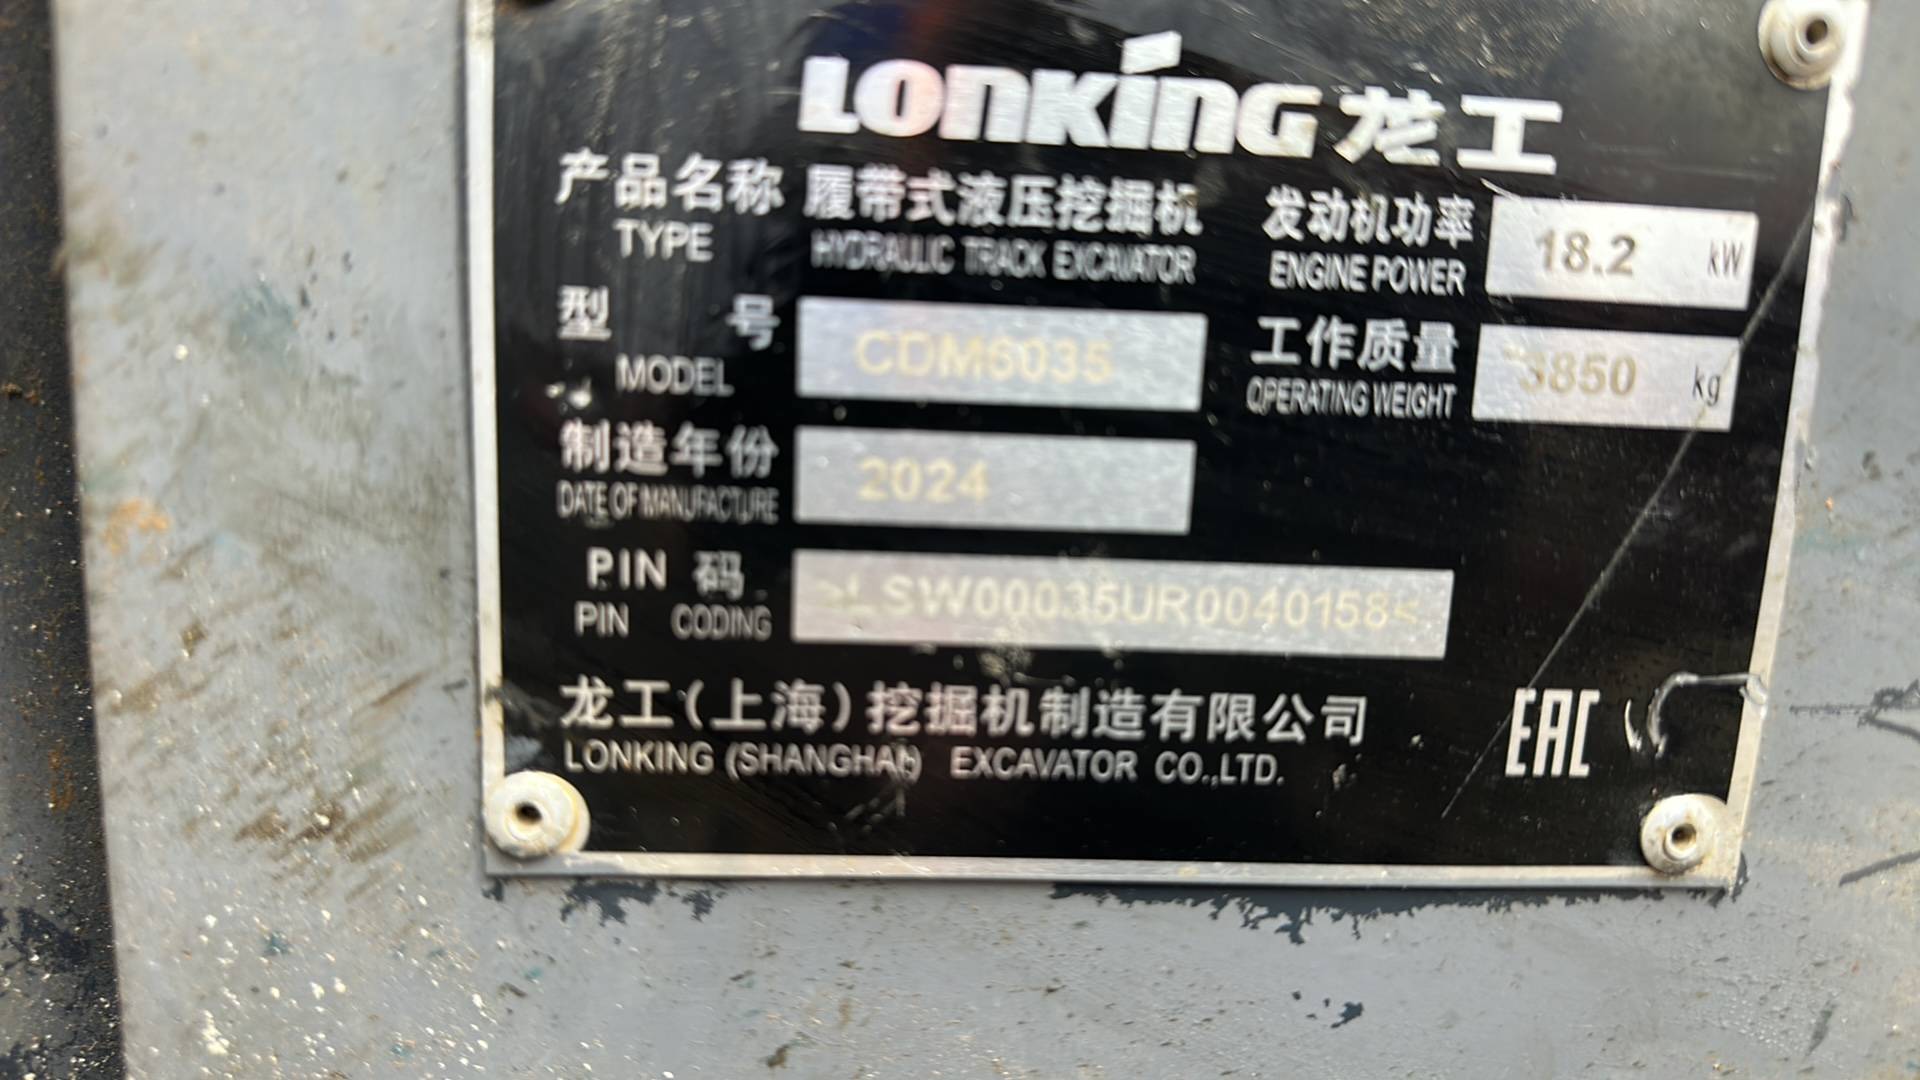 LONKING 龙工
产品名称 履带式液压挖掘机 发动机功率 18.2 kW
TYPE HYDRAULIC TRACK EXCAVATOR ENGINE POWER
型号 CDM6035 工作质量 3850 kg
MODEL OPERATING WEIGHT
制造年份 2024
DATE OF MANUFACTURE
PIN 码 >LSW00035UR0040158<
PIN CODING
龙工(上海)挖掘机制造有限公司
LONKING (SHANGHAI) EXCAVATOR CO.,LTD.
EAC